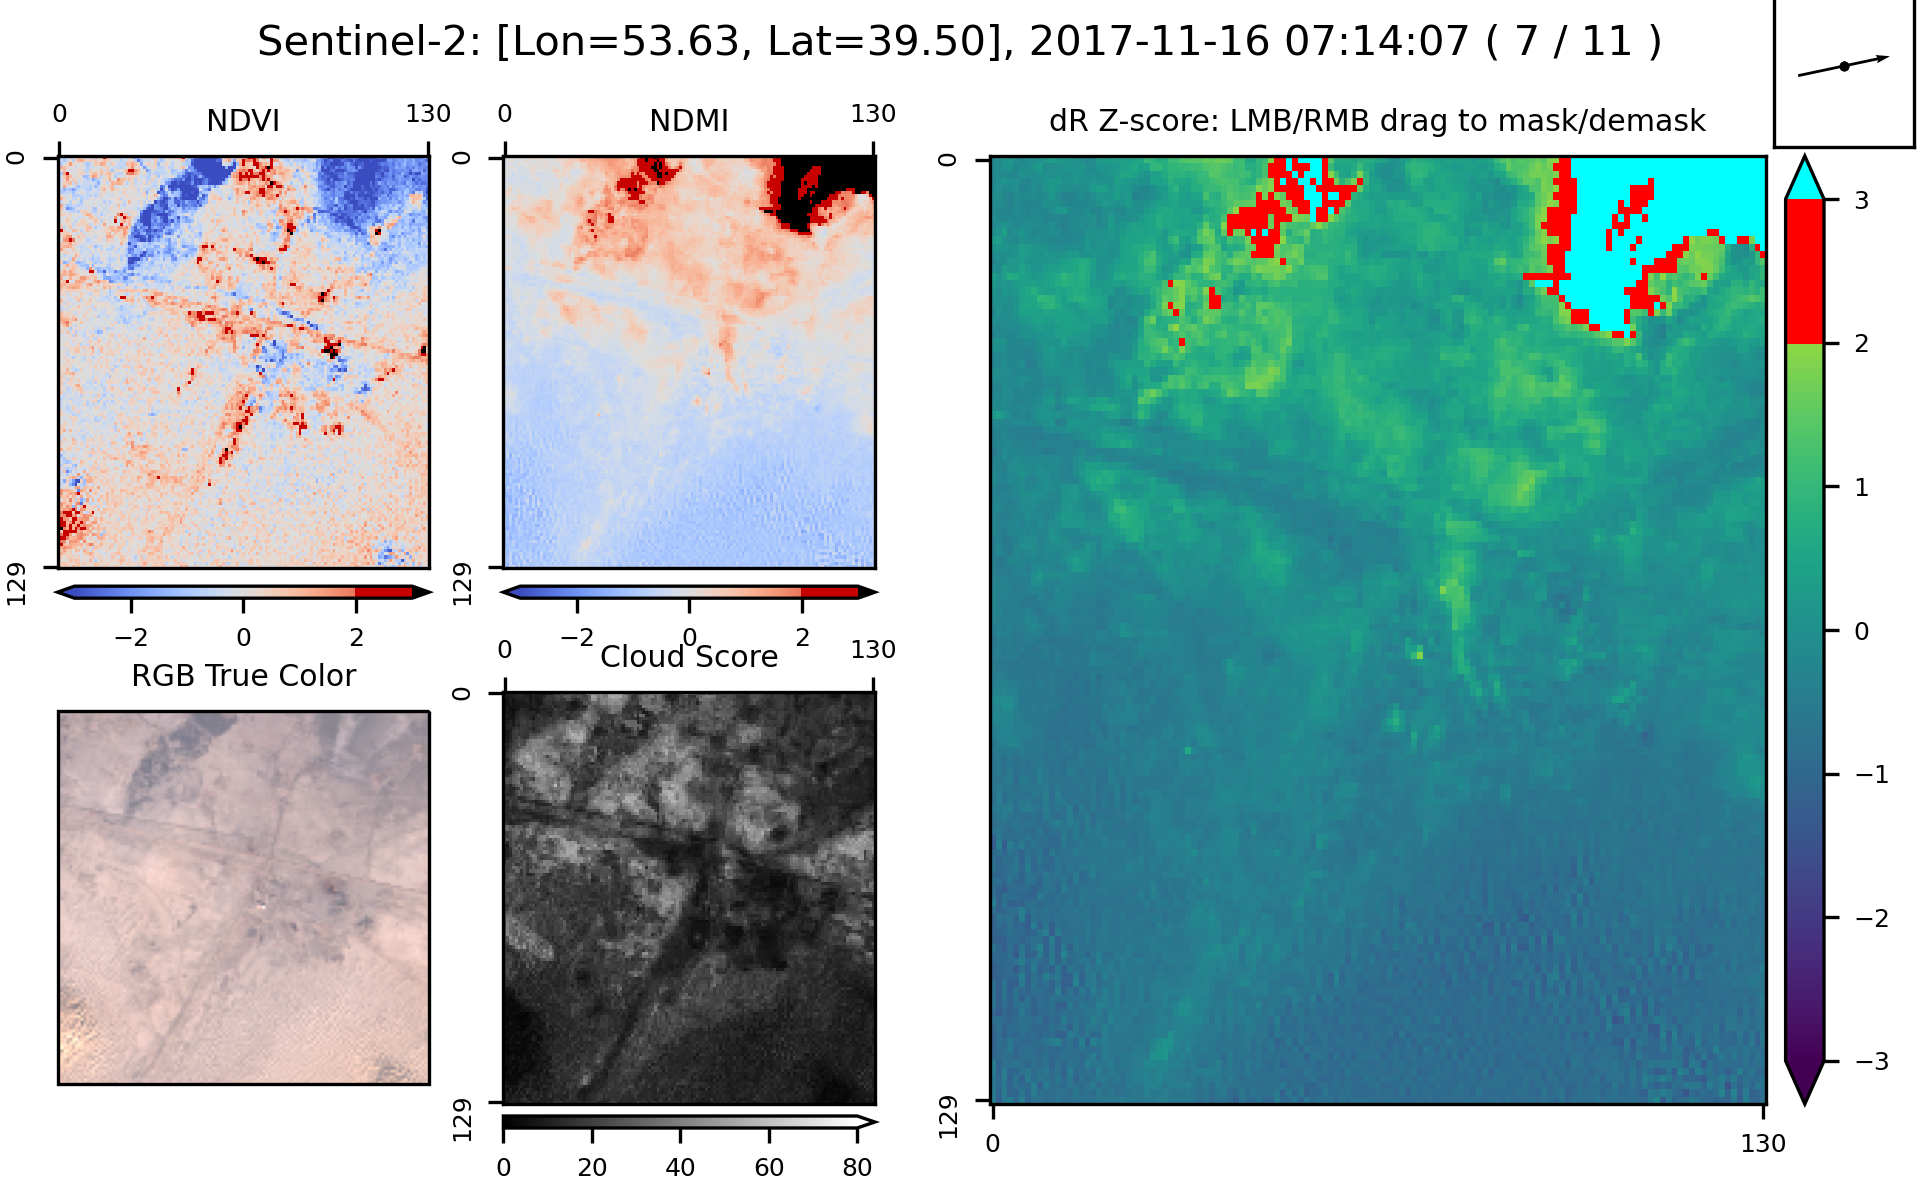 Sentinel-2: [Lon=53.63, Lat=39.50], 2017-11-16 07:14:07 ( 7 / 11 )
NDVI
0 130
0
129
−2 0 2
NDMI
0 130
0
129
−2 0 2
dR Z-score: LMB/RMB drag to mask/demask
0
129
0 130
3
2
1
0
−1
−2
−3
RGB True Color
Cloud Score
0 130
0
129
0 20 40 60 80